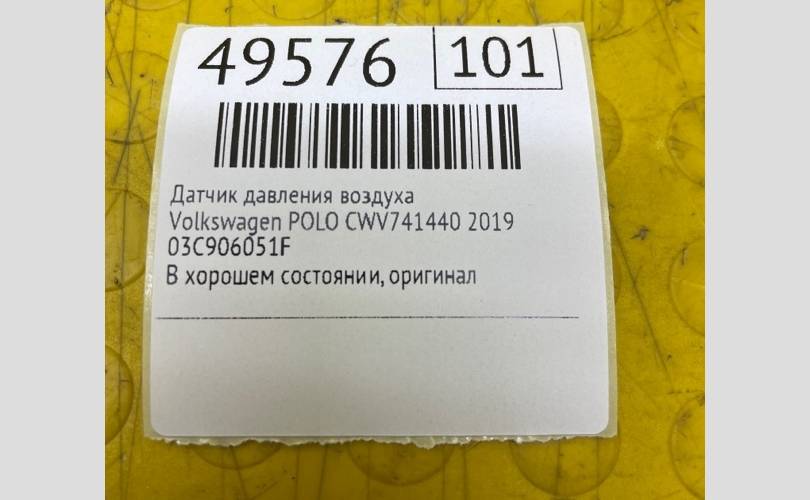 49576 101
Датчик давления воздуха
Volkswagen POLO CWV741440 2019
03C906051F
В хорошем состоянии, оригинал